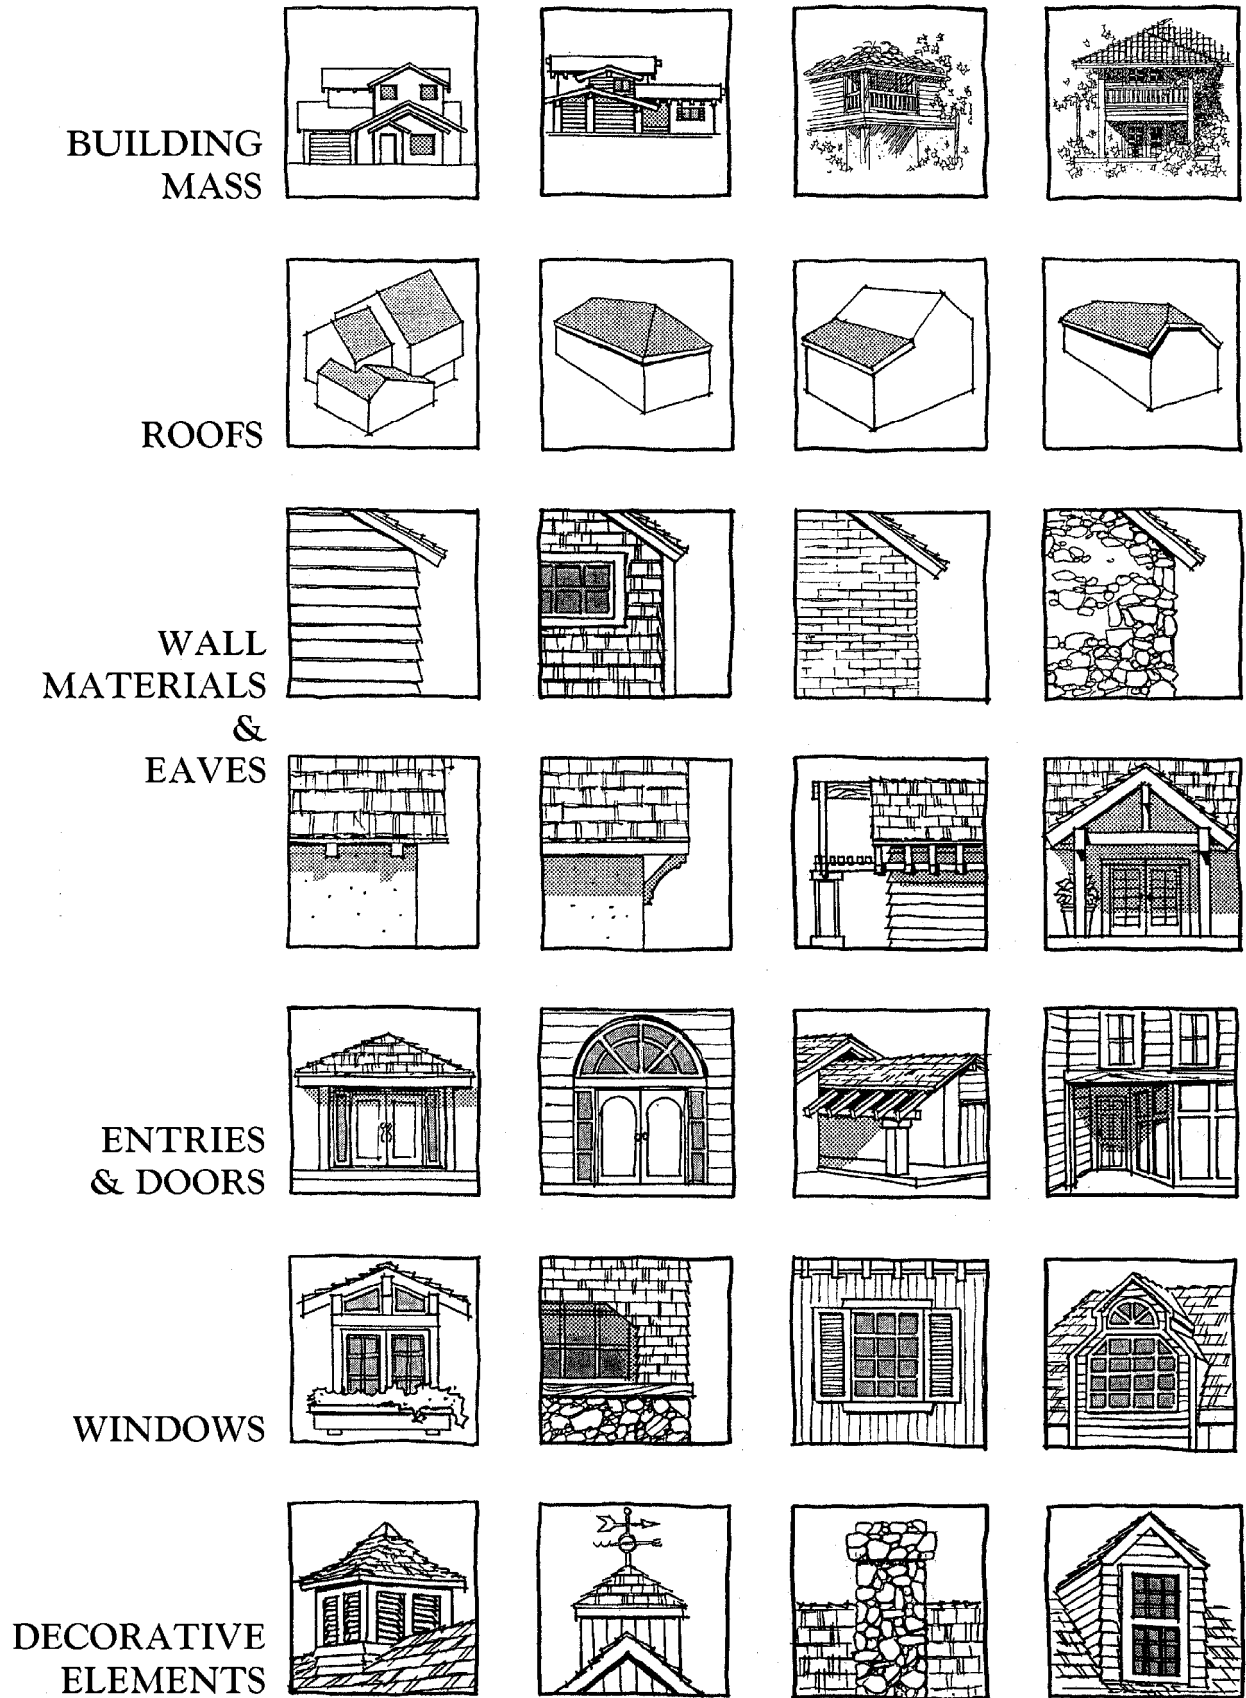 BUILDING
MASS
ROOFS
WALL
MATERIALS
&
EAVES
ENTRIES
& DOORS
WINDOWS
DECORATIVE
ELEMENTS